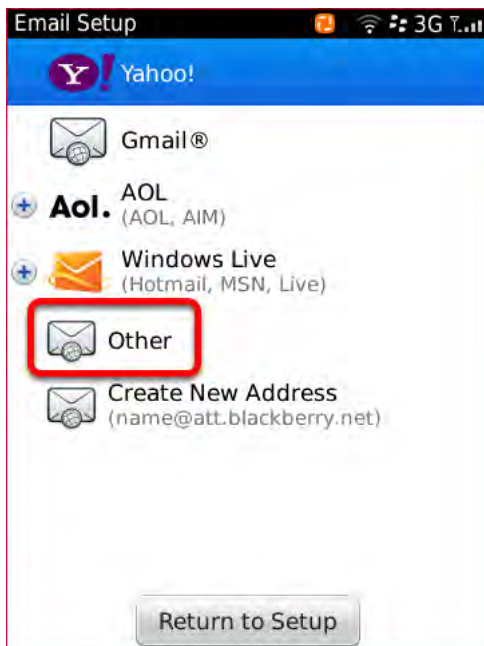 Email Setup 3G
Y! Yahoo!
Gmail®
Aol. AOL
(AOL, AIM)
Windows Live
(Hotmail, MSN, Live)
Other
Create New Address
(name@att.blackberry.net)
Return to Setup